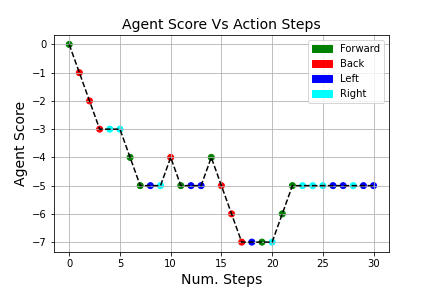 Agent Score Vs Action Steps
0
−1
−2
−3
−4
−5
−6
−7
Agent Score
Forward
Back
Left
Right
0 5 10 15 20 25 30
Num. Steps